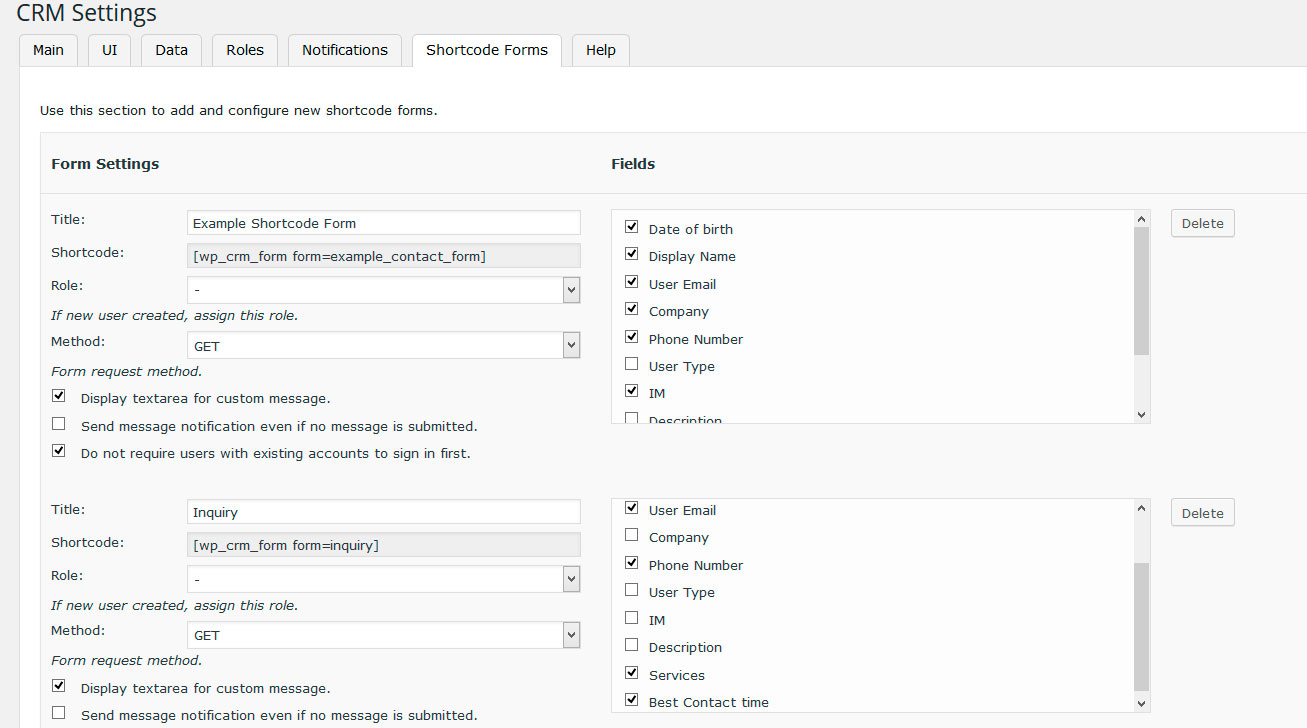 CRM Settings
Main UI Data Roles Notifications Shortcode Forms Help
Use this section to add and configure new shortcode forms.
Form Settings Fields
Title: Example Shortcode Form
Shortcode: [wp_crm_form form=example_contact_form]
Role: -
If new user created, assign this role.
Method: GET
Form request method.
Display textarea for custom message.
Send message notification even if no message is submitted.
Do not require users with existing accounts to sign in first.
Date of birth
Display Name
User Email
Company
Phone Number
User Type
IM
Description
Delete
Title: Inquiry
Shortcode: [wp_crm_form form=inquiry]
Role: -
If new user created, assign this role.
Method: GET
Form request method.
Display textarea for custom message.
Send message notification even if no message is submitted.
User Email
Company
Phone Number
User Type
IM
Description
Services
Best Contact time
Delete